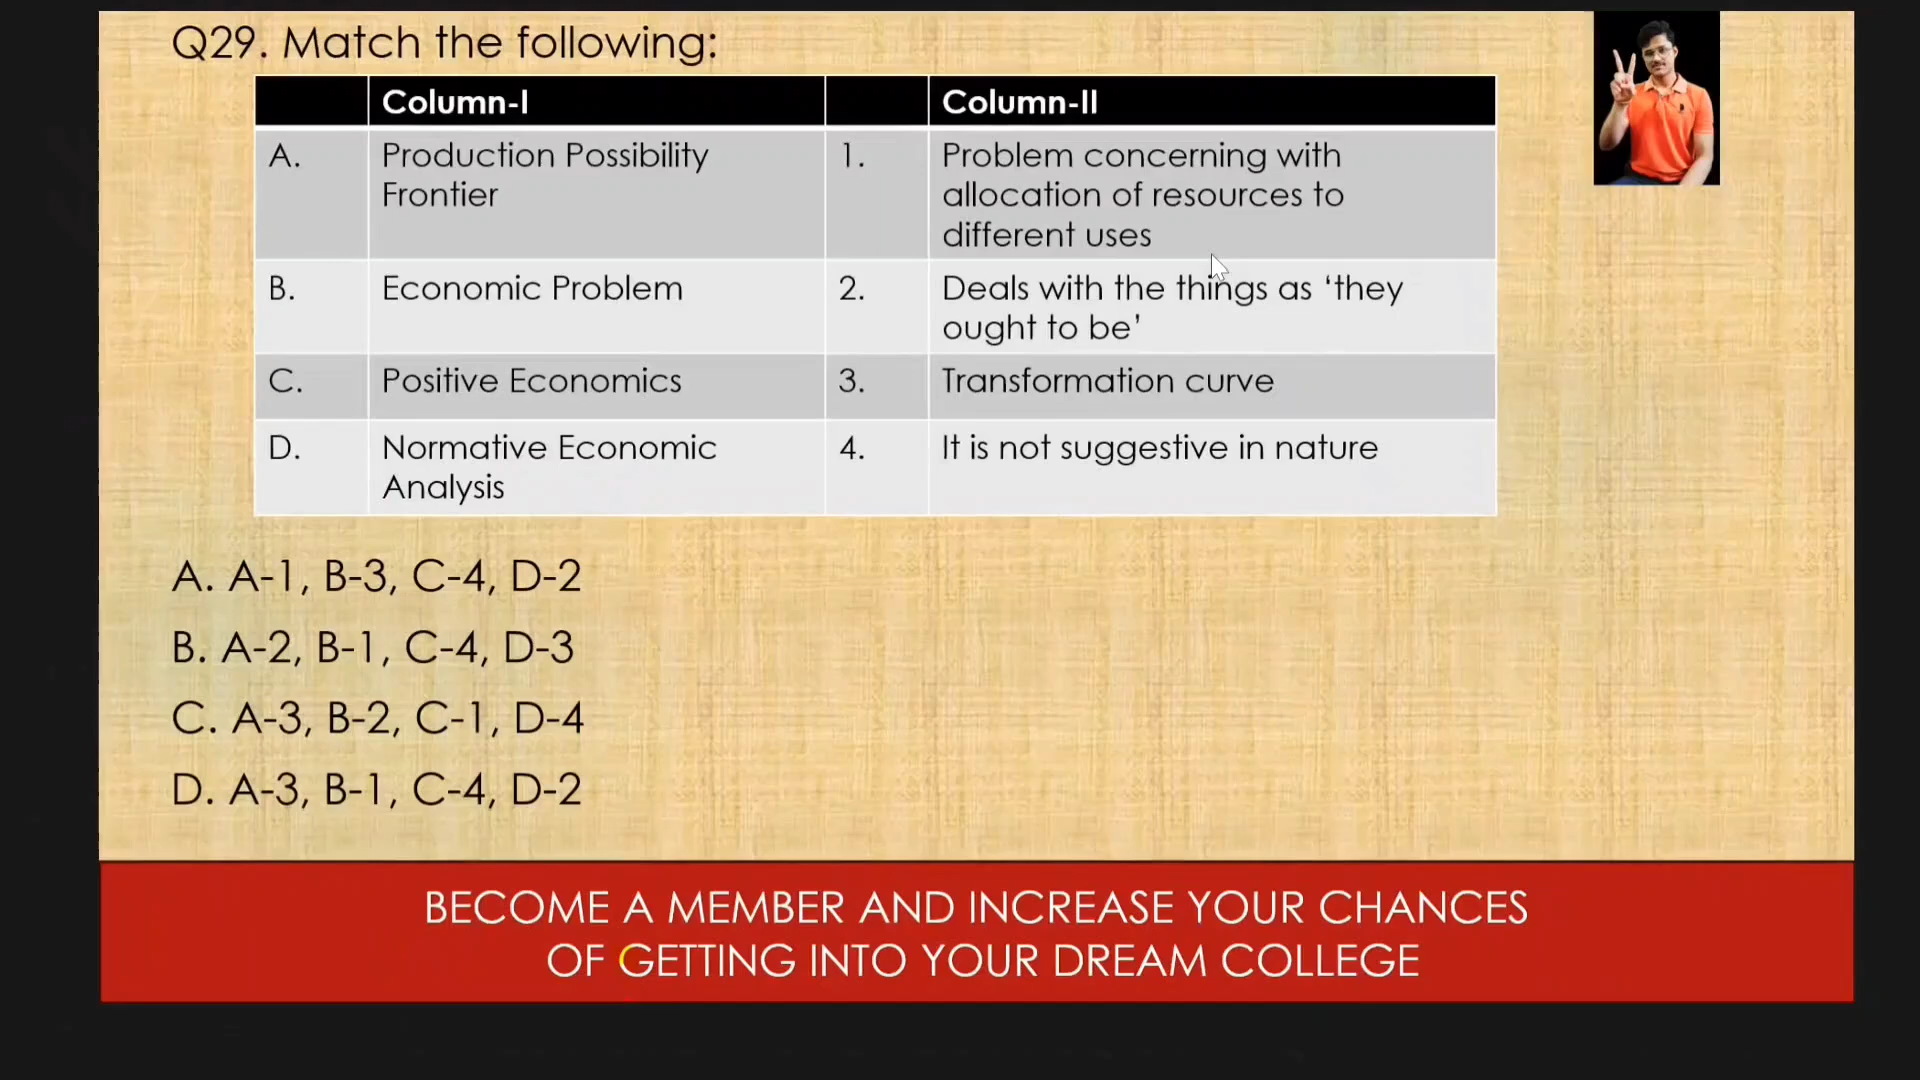 Q29. Match the following:
Column-I Column-II
A. Production Possibility Frontier 1. Problem concerning with allocation of resources to different uses
B. Economic Problem 2. Deals with the things as ‘they ought to be’
C. Positive Economics 3. Transformation curve
D. Normative Economic Analysis 4. It is not suggestive in nature
A. A-1, B-3, C-4, D-2
B. A-2, B-1, C-4, D-3
C. A-3, B-2, C-1, D-4
D. A-3, B-1, C-4, D-2
BECOME A MEMBER AND INCREASE YOUR CHANCES
OF GETTING INTO YOUR DREAM COLLEGE